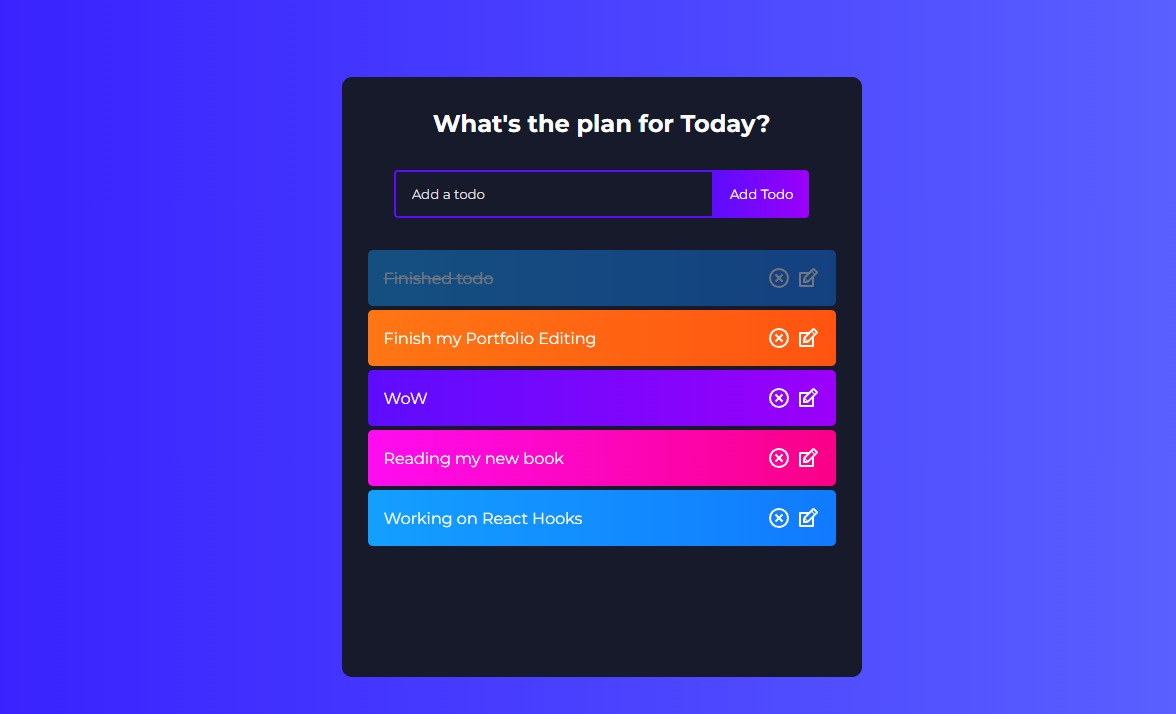 What's the plan for Today?
Add a todo
Add Todo
Finished todo
Finish my Portfolio Editing
WoW
Reading my new book
Working on React Hooks